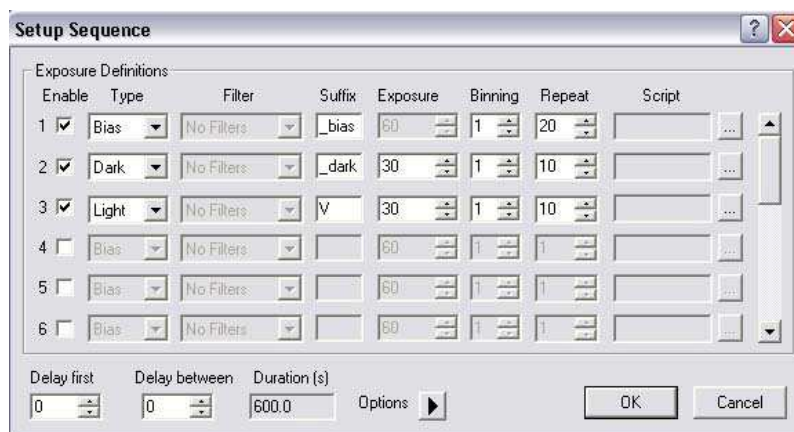 Setup Sequence
Exposure Definitions
Enable Type Filter Suffix Exposure Binning Repeat Script
1 Bias No Filters _bias 60 1 20 ...
2 Dark No Filters _dark 30 1 10 ...
3 Light No Filters V 30 1 10 ...
4 Bias No Filters 60 1 1 ...
5 Bias No Filters 60 1 1 ...
6 Bias No Filters 60 1 1 ...
Delay first Delay between Duration (s)
0 0 600.0 Options OK Cancel